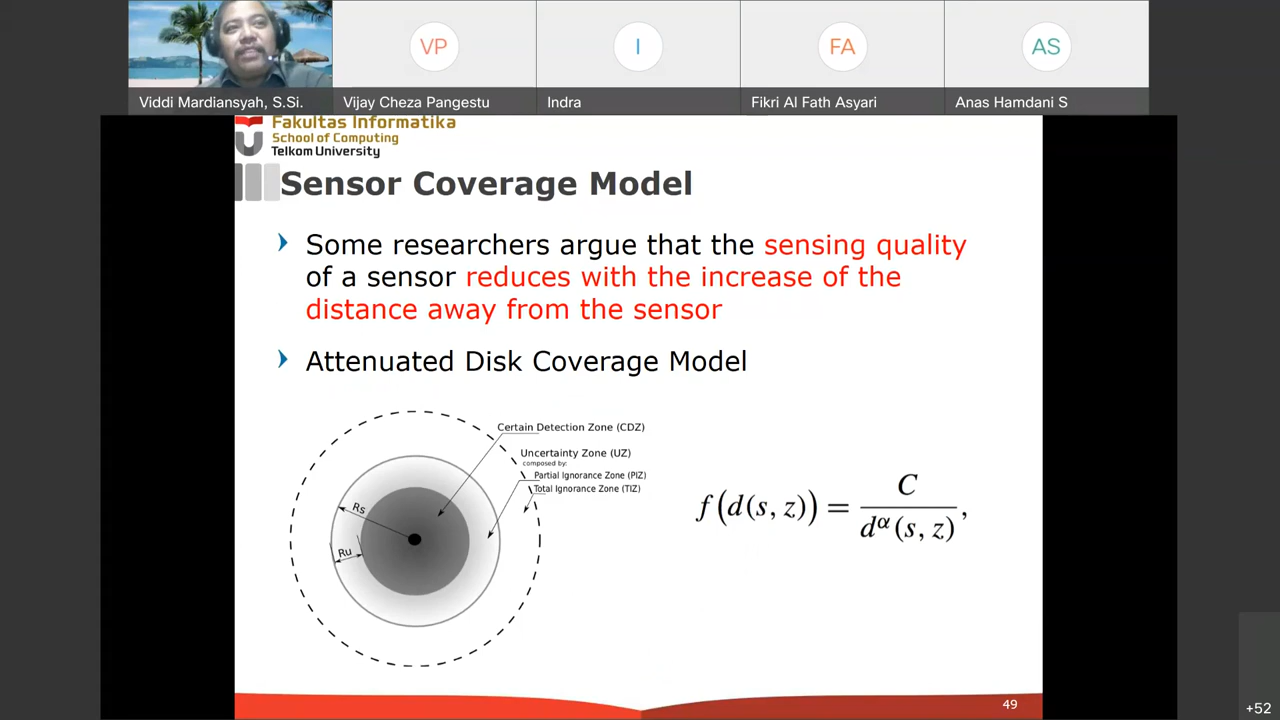 VP
I
FA
AS
Viddi Mardiansyah, S.Si.
Vijay Cheza Pangestu
Indra
Fikri Al Fath Asyari
Anas Hamdani S
Fakultas Informatika
School of Computing
Telkom University
Sensor Coverage Model
Some researchers argue that the sensing quality
of a sensor reduces with the increase of the
distance away from the sensor
Attenuated Disk Coverage Model
Certain Detection Zone (CDZ)
Uncertainty Zone (UZ)
composed by:
Partial Ignorance Zone (PIZ)
Total Ignorance Zone (TIZ)
Rs
Ru
f(d(s, z)) = C / d^α(s, z),
49
+52